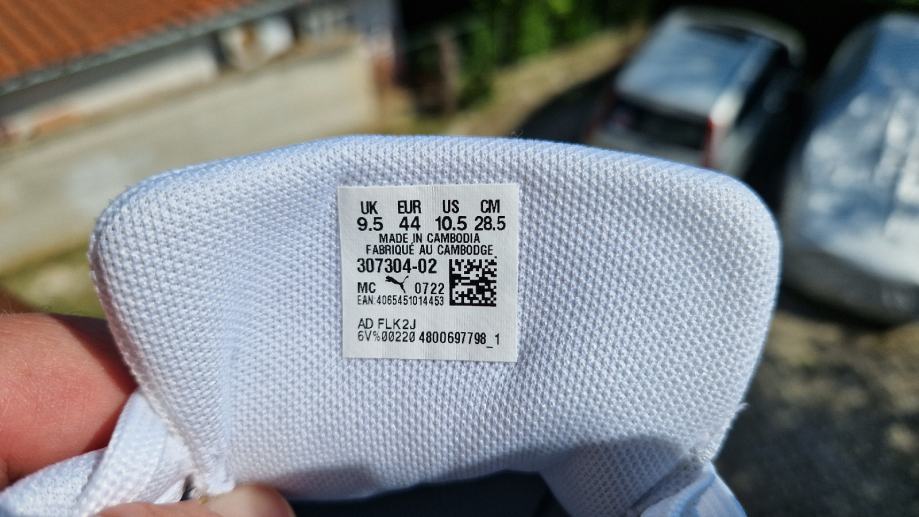 UK EUR US CM
9.5 44 10.5 28.5
MADE IN CAMBODIA
FABRIQUÉ AU CAMBODGE
307304-02
MC 0722
EAN:4065451014453
AD FLK2J
6V%00220 4800697798_1